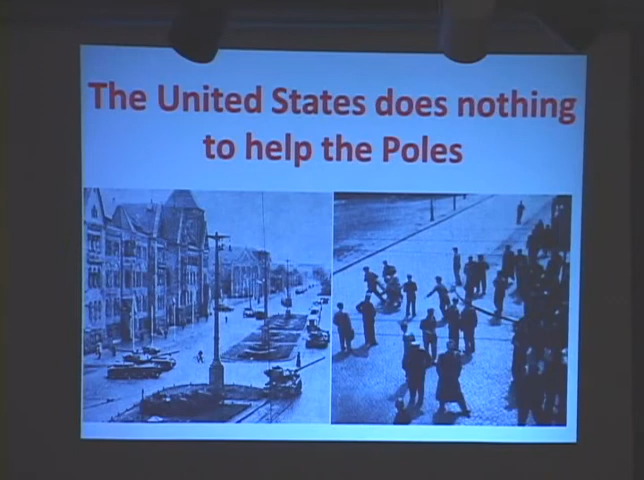 The United States does nothing
to help the Poles